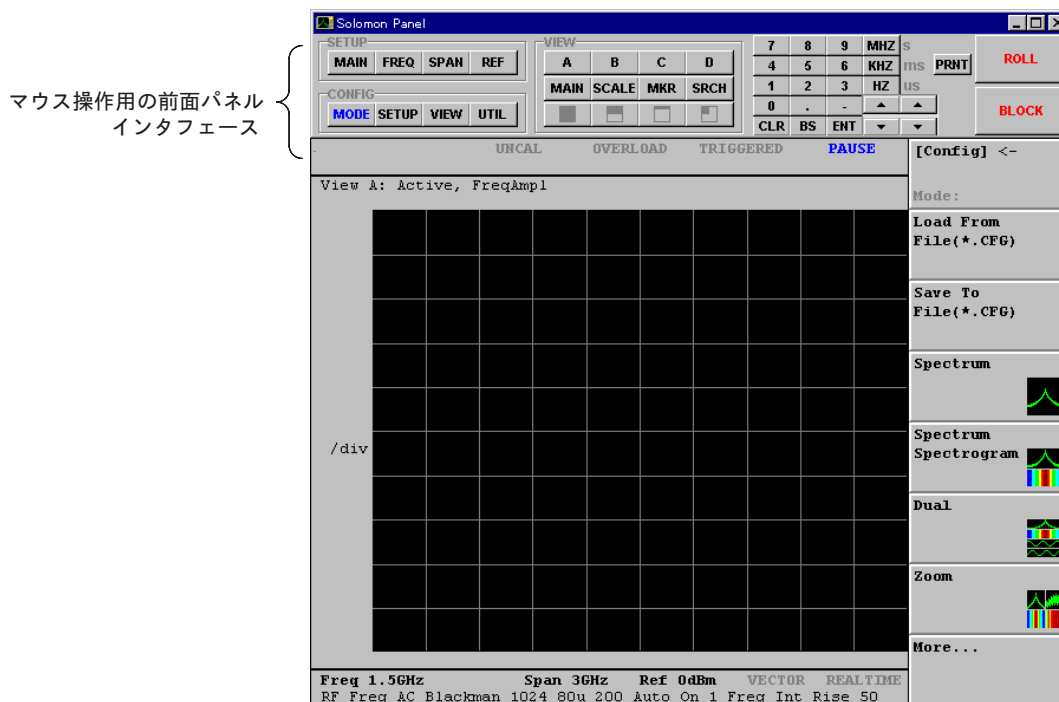 Solomon Panel
マウス操作用の前面パネル
インタフェース
SETUP
MAIN FREQ SPAN REF
CONFIG
MODE SETUP VIEW UTIL
VIEW
A B C D
MAIN SCALE MKR SRCH
7 8 9 MHZ s
4 5 6 KHZ ms PRNT
1 2 3 HZ us
0 . -
CLR BS ENT
ROLL
BLOCK
UNCAL OVERLOAD TRIGGERED PAUSE
View A: Active, FreqAmpl
/div
[Config] <-
Mode:
Load From
File(*.CFG)
Save To
File(*.CFG)
Spectrum
Spectrum
Spectrogram
Dual
Zoom
More...
Freq 1.5GHz Span 3GHz Ref 0dBm VECTOR REALTIME
RF Freq AC Blackman 1024 80u 200 Auto On 1 Freq Int Rise 50